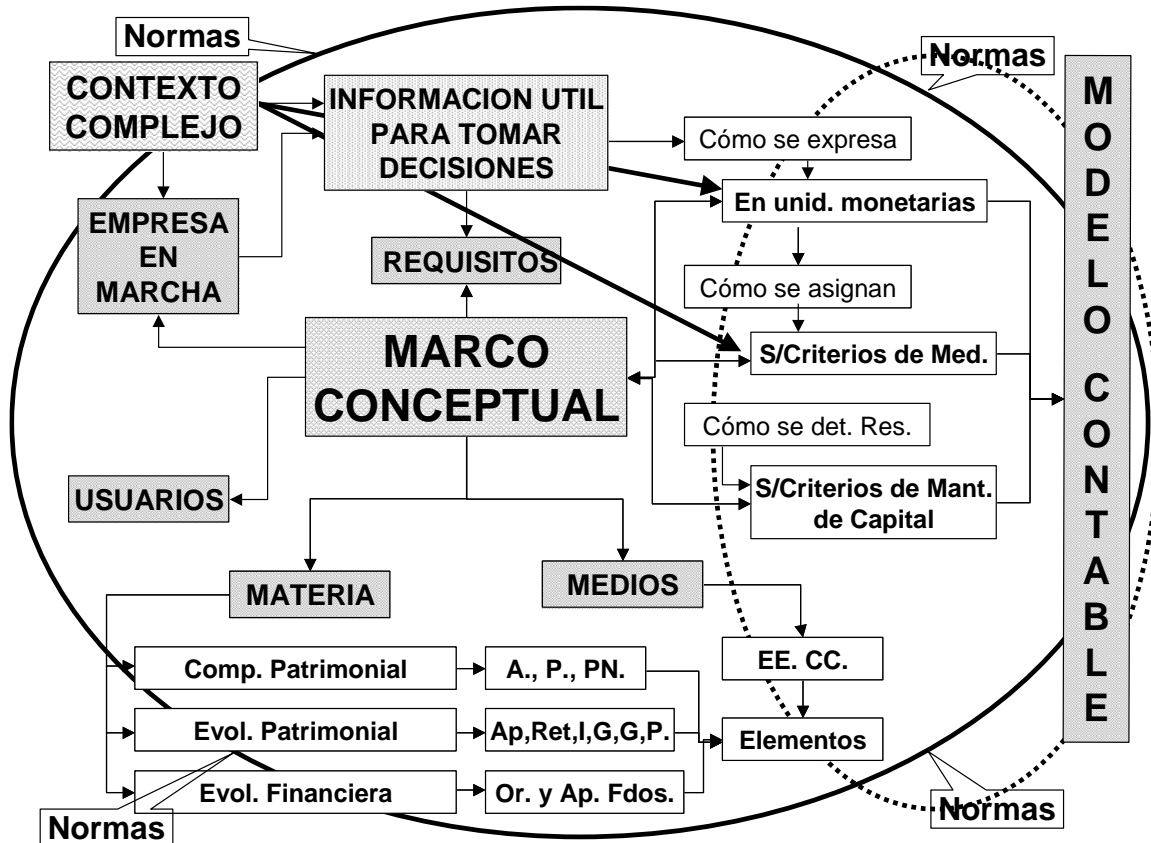 Normas
Normas
CONTEXTO
COMPLEJO
INFORMACION UTIL
PARA TOMAR
DECISIONES
Cómo se expresa
En unid. monetarias
EMPRESA
EN
MARCHA
REQUISITOS
Cómo se asignan
MARCO
CONCEPTUAL
S/Criterios de Med.
Cómo se det. Res.
USUARIOS
S/Criterios de Mant.
de Capital
MATERIA
MEDIOS
Comp. Patrimonial
A., P., PN.
EE. CC.
Evol. Patrimonial
Ap,Ret,I,G,G,P.
Elementos
Evol. Financiera
Or. y Ap. Fdos.
Normas
Normas
MODELO CONTABLE